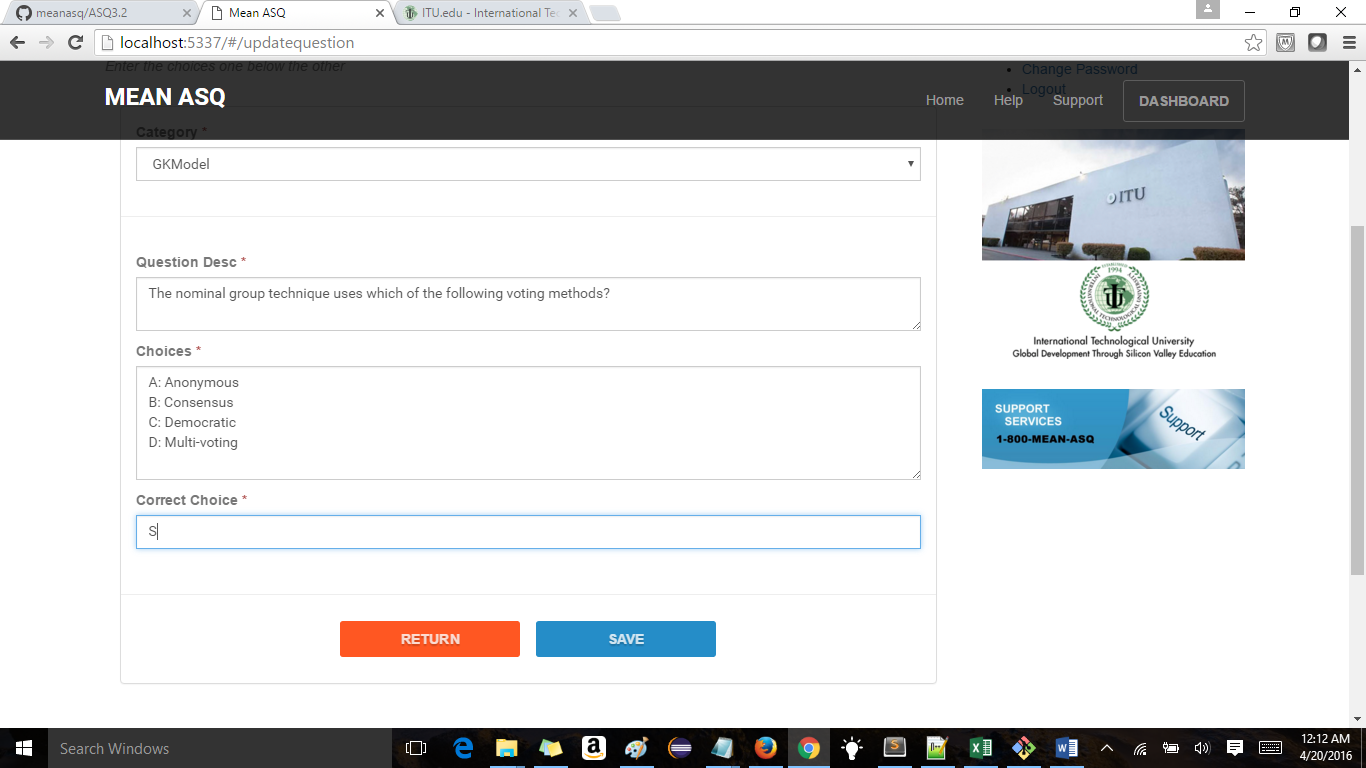 meanasq/ASQ3.2
Mean ASQ
ITU.edu - International Te
localhost:5337/#/updatequestion
Enter the choices one below the other
Change Password
Logout
MEAN ASQ
Home
Help
Support
DASHBOARD
Category *
GKModel
Question Desc *
The nominal group technique uses which of the following voting methods?
Choices *
A: Anonymous
B: Consensus
C: Democratic
D: Multi-voting
Correct Choice *
S
RETURN
SAVE
ITU
1994
International Technological University
Global Development Through Silicon Valley Education
SUPPORT
SERVICES
1-800-MEAN-ASQ
Support
Search Windows
12:12 AM
4/20/2016